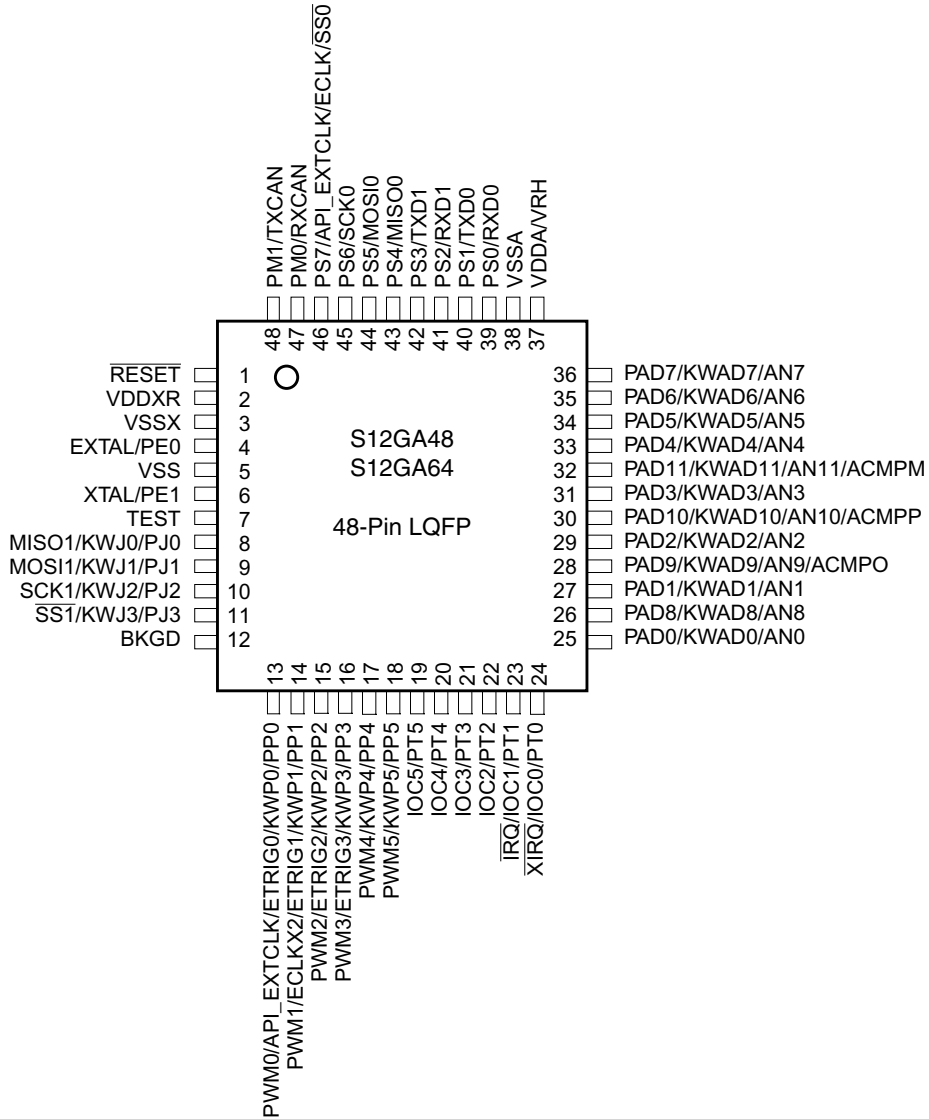 PM1/TXCAN
PM0/RXCAN
PS7/API_EXTCLK/ECLK/SS0
PS6/SCK0
PS5/MOSI0
PS4/MISO0
PS3/TXD1
PS2/RXD1
PS1/TXD0
PS0/RXD0
VSSA
VDDA/VRH
48
47
46
45
44
43
42
41
40
39
38
37
RESET 1
VDDXR 2
VSSX 3
EXTAL/PE0 4
VSS 5
XTAL/PE1 6
TEST 7
MISO1/KWJ0/PJ0 8
MOSI1/KWJ1/PJ1 9
SCK1/KWJ2/PJ2 10
SS1/KWJ3/PJ3 11
BKGD 12
S12GA48
S12GA64
48-Pin LQFP
36 PAD7/KWAD7/AN7
35 PAD6/KWAD6/AN6
34 PAD5/KWAD5/AN5
33 PAD4/KWAD4/AN4
32 PAD11/KWAD11/AN11/ACMPM
31 PAD3/KWAD3/AN3
30 PAD10/KWAD10/AN10/ACMPP
29 PAD2/KWAD2/AN2
28 PAD9/KWAD9/AN9/ACMPO
27 PAD1/KWAD1/AN1
26 PAD8/KWAD8/AN8
25 PAD0/KWAD0/AN0
13
14
15
16
17
18
19
20
21
22
23
24
PWM0/API_EXTCLK/ETRIG0/KWP0/PP0
PWM1/ECLKX2/ETRIG1/KWP1/PP1
PWM2/ETRIG2/KWP2/PP2
PWM3/ETRIG3/KWP3/PP3
PWM4/KWP4/PP4
PWM5/KWP5/PP5
IOC5/PT5
IOC4/PT4
IOC3/PT3
IOC2/PT2
IRQ/IOC1/PT1
XIRQ/IOC0/PT0